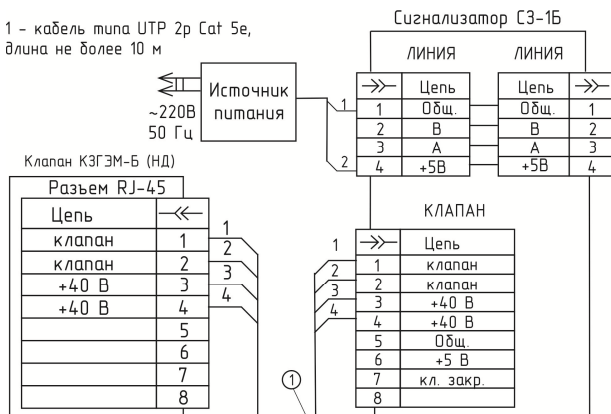 1 – кабель типа UTP 2р Cat 5е,
длина не более 10 м
Сигнализатор СЗ-1Б
ЛИНИЯ ЛИНИЯ
Цепь Цепь
1 1 Общ. Общ. 1
2 В В 2
3 А А 3
2 4 +5В +5В 4
Источник
питания
~220В
50 Гц
Клапан КЗГЭМ-Б (НД)
Разъем RJ-45
Цепь
клапан 1 1
клапан 2 2
+40 В 3 3
+40 В 4 4
5
6
7
8
КЛАПАН
1 Цепь
2 1 клапан
3 2 клапан
4 3 +40 В
4 +40 В
5 Общ.
6 +5 В
7 кл. закр.
8
1